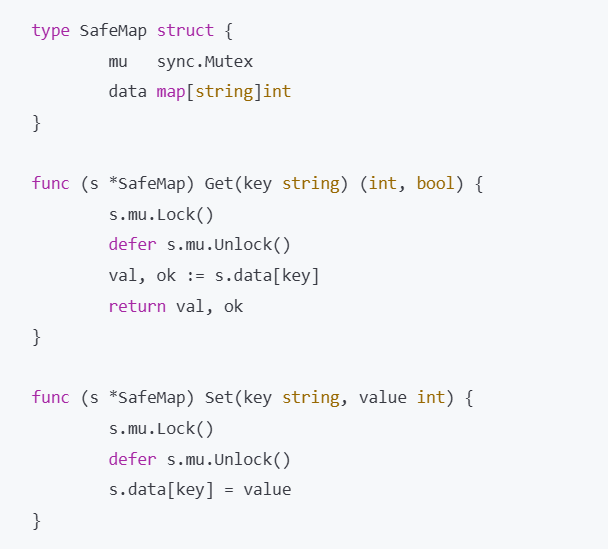 type SafeMap struct {
        mu   sync.Mutex
        data map[string]int
}

func (s *SafeMap) Get(key string) (int, bool) {
        s.mu.Lock()
        defer s.mu.Unlock()
        val, ok := s.data[key]
        return val, ok
}

func (s *SafeMap) Set(key string, value int) {
        s.mu.Lock()
        defer s.mu.Unlock()
        s.data[key] = value
}